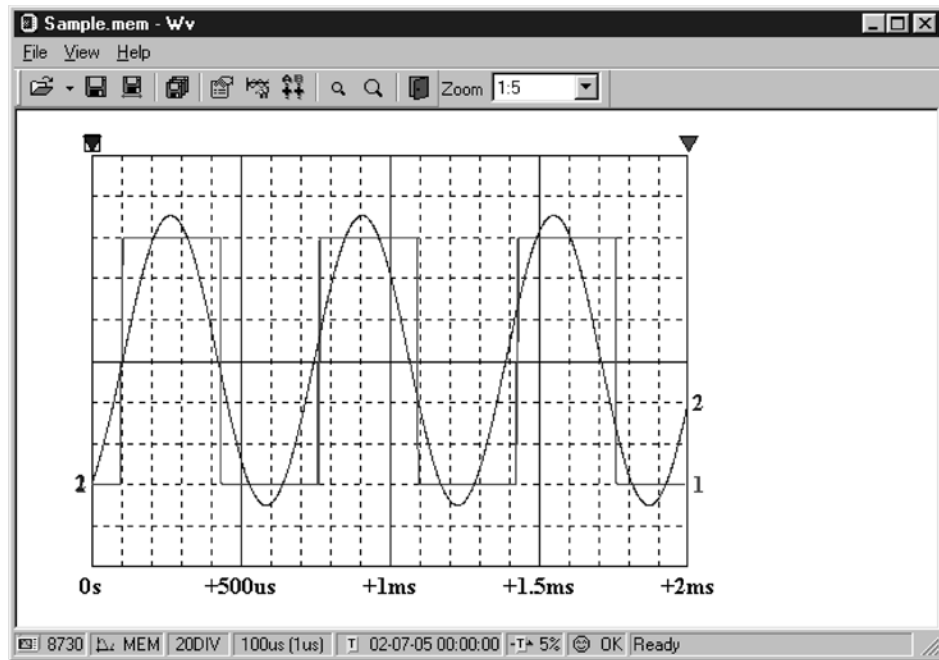 Sample.mem - Wv
File View Help
Zoom 1:5
2
2
1
0s +500us +1ms +1.5ms +2ms
8730 MEM 20DIV 100us (1us) T 02-07-05 00:00:00 -T- 5% OK Ready